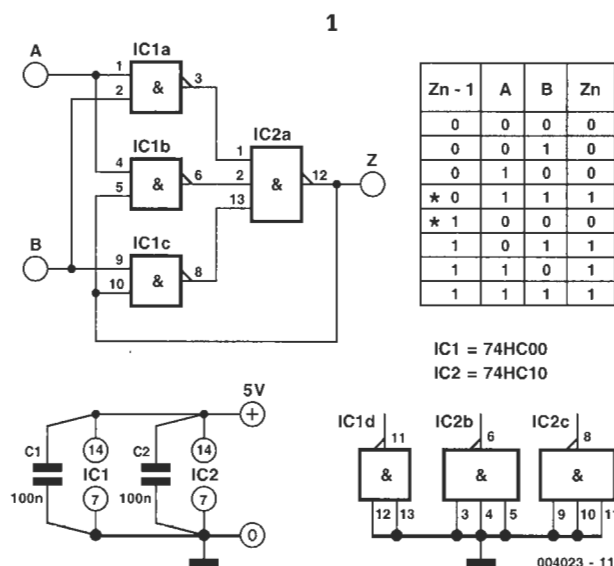 1
A
IC1a
1
2
&
3
IC1b
4
5
&
6
IC2a
1
2
13
&
12
Z
B
IC1c
9
10
&
8
Zn - 1 A B Zn
0 0 0 0
0 0 1 0
0 1 0 0
* 0 1 1 1
* 1 0 0 0
1 0 1 1
1 1 0 1
1 1 1 1
IC1 = 74HC00
IC2 = 74HC10
5V
+
C1
100n
14
IC1
7
C2
100n
14
IC2
7
0
IC1d
11
&
12 13
IC2b
6
&
3 4 5
IC2c
8
&
9 10 11
004023 - 11